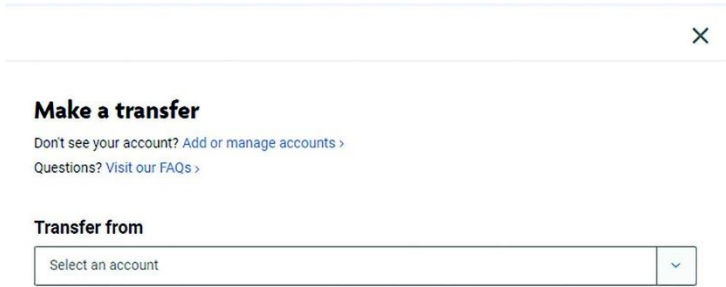 Make a transfer
Don't see your account? Add or manage accounts >
Questions? Visit our FAQs >
Transfer from
Select an account